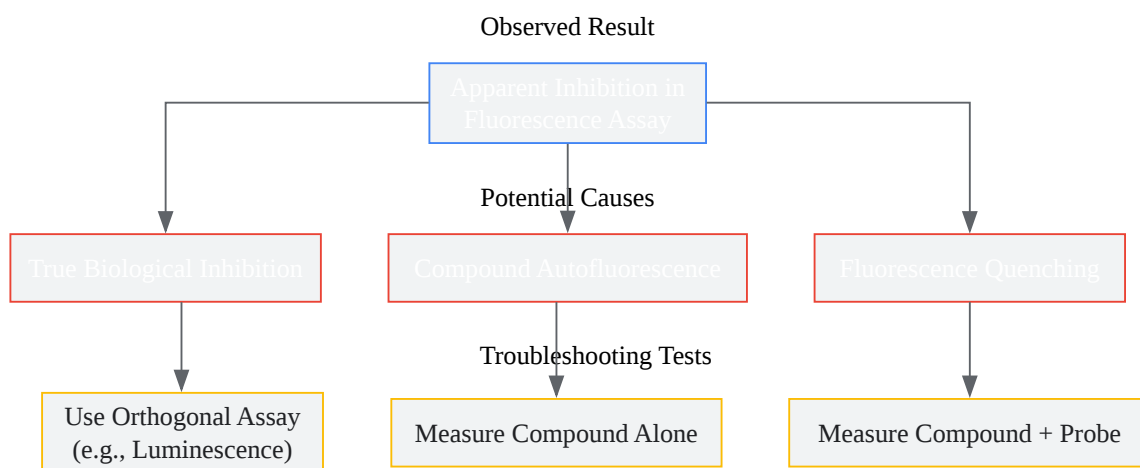 Observed Result
Apparent Inhibition in
Fluorescence Assay
Potential Causes
True Biological Inhibition
Compound Autofluorescence
Fluorescence Quenching
Troubleshooting Tests
Use Orthogonal Assay
(e.g., Luminescence)
Measure Compound Alone
Measure Compound + Probe